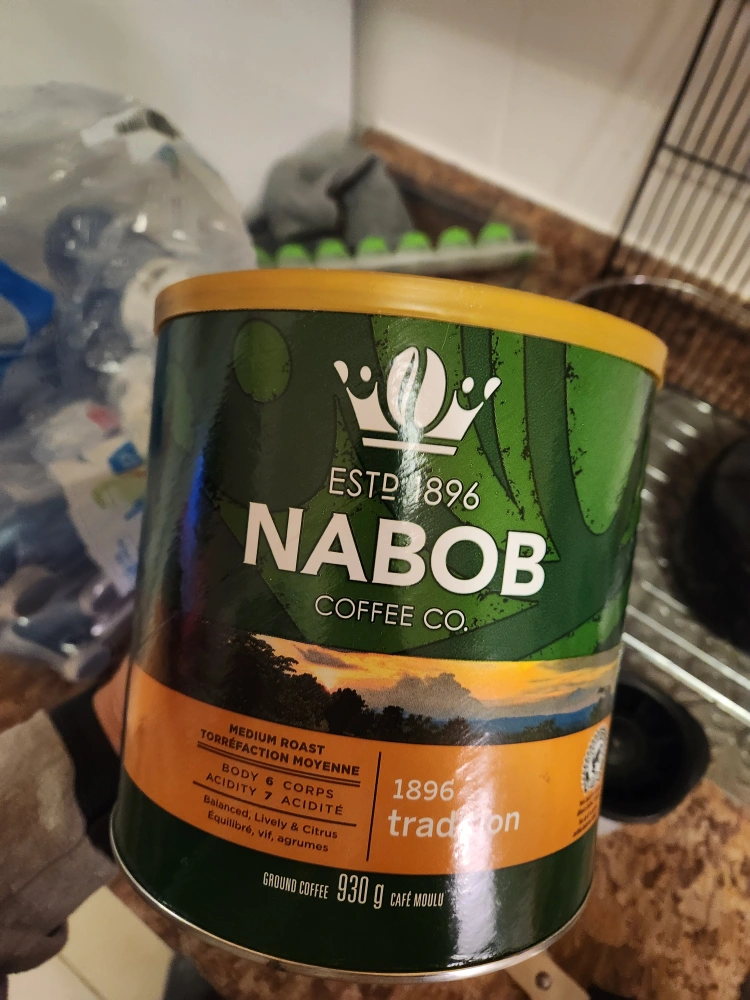 ESTD 1896
NABOB
COFFEE CO.
MEDIUM ROAST
TORRÉFACTION MOYENNE
BODY 6 CORPS
ACIDITY 7 ACIDITÉ
Balanced, Lively & Citrus
Équilibré, vif, agrumes
1896
tradition
GROUND COFFEE 930 g CAFÉ MOULU